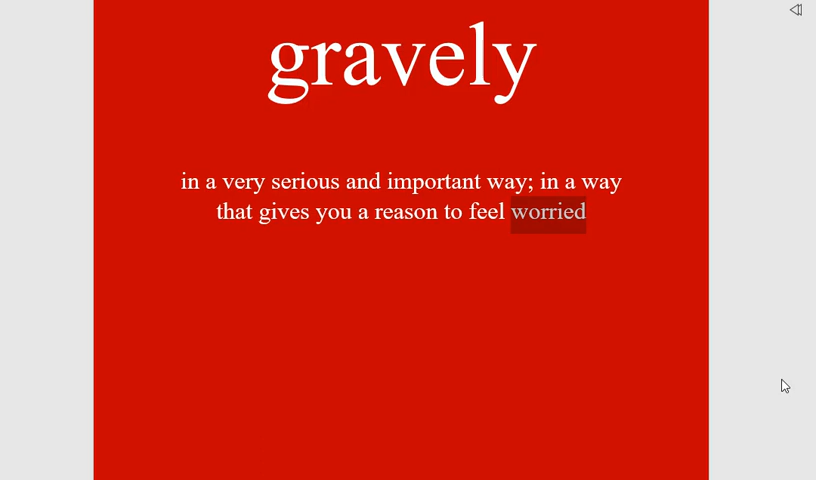 gravely
in a very serious and important way; in a way
that gives you a reason to feel worried